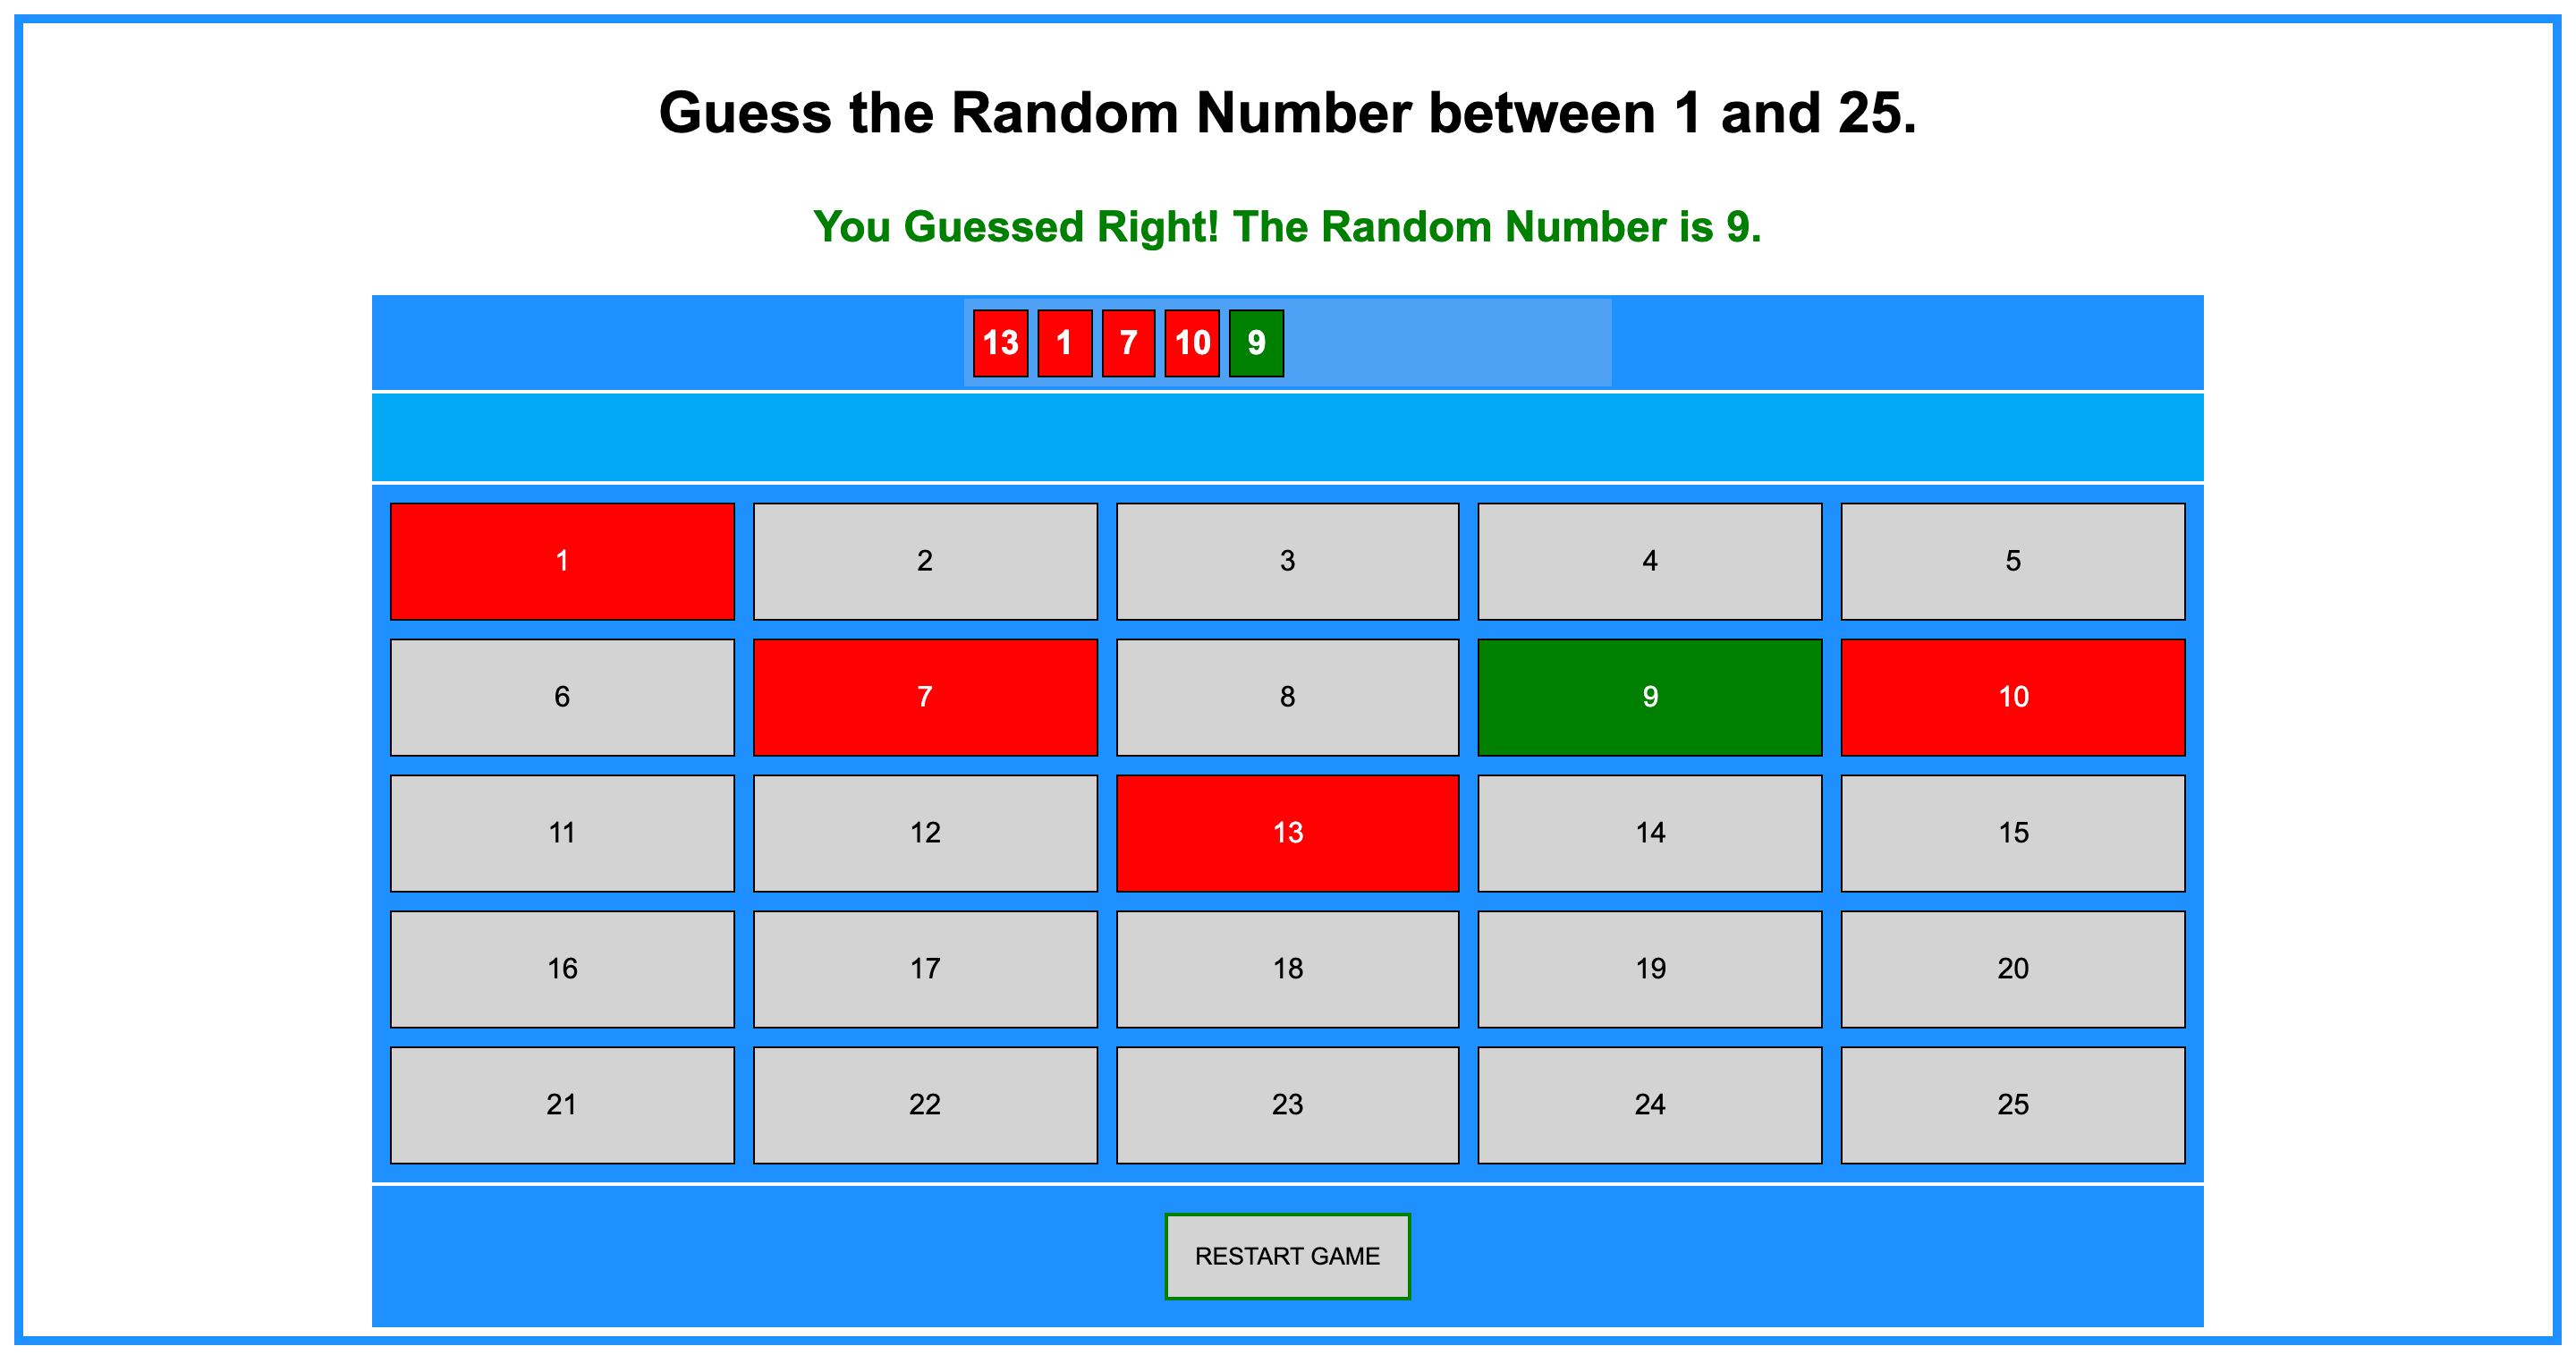 Guess the Random Number between 1 and 25.
You Guessed Right! The Random Number is 9.
13 1 7 10 9
1 2 3 4 5
6 7 8 9 10
11 12 13 14 15
16 17 18 19 20
21 22 23 24 25
RESTART GAME